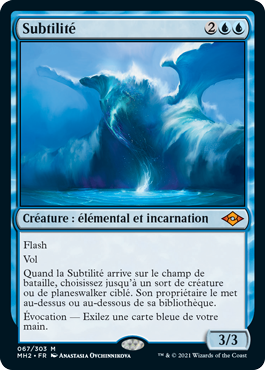 Subtilité 2
Créature : élémental et incarnation
Flash
Vol
Quand la Subtilité arrive sur le champ de
bataille, choisissez jusqu'à un sort de créature
ou de planeswalker ciblé. Son propriétaire le met
au-dessus ou au-dessous de sa bibliothèque.
Évocation — Exilez une carte bleue de votre
main.
3/3
067/303 M
MH2 • FR Anastasia Ovchinnikova
™ & © 2021 Wizards of the Coast